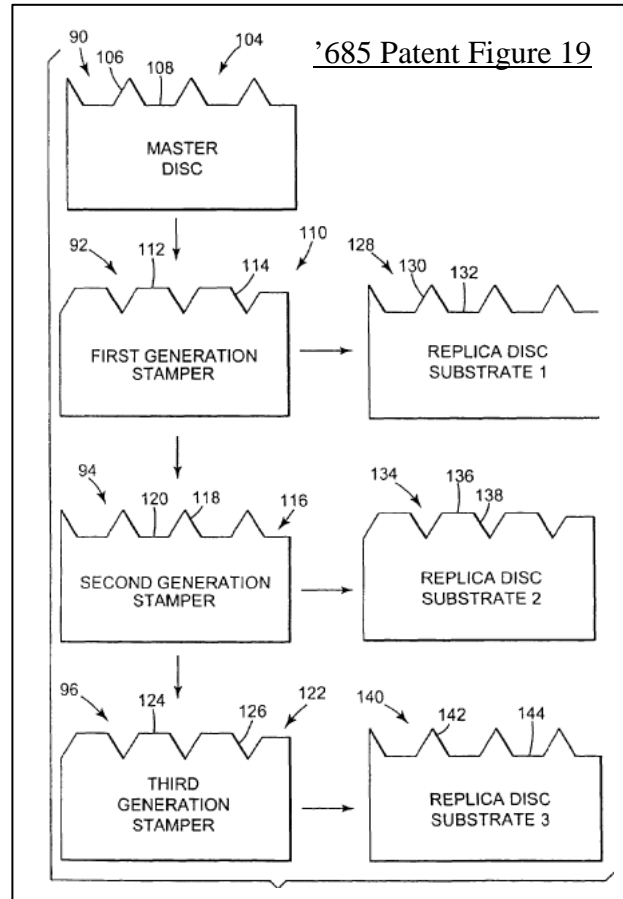 '685 Patent Figure 19
90
104
106
108
MASTER
DISC
92
112
110
114
FIRST GENERATION
STAMPER
128
130
132
REPLICA DISC
SUBSTRATE 1
94
120
118
116
SECOND GENERATION
STAMPER
134
136
138
REPLICA DISC
SUBSTRATE 2
96
124
126
122
THIRD
GENERATION
STAMPER
140
142
144
REPLICA DISC
SUBSTRATE 3